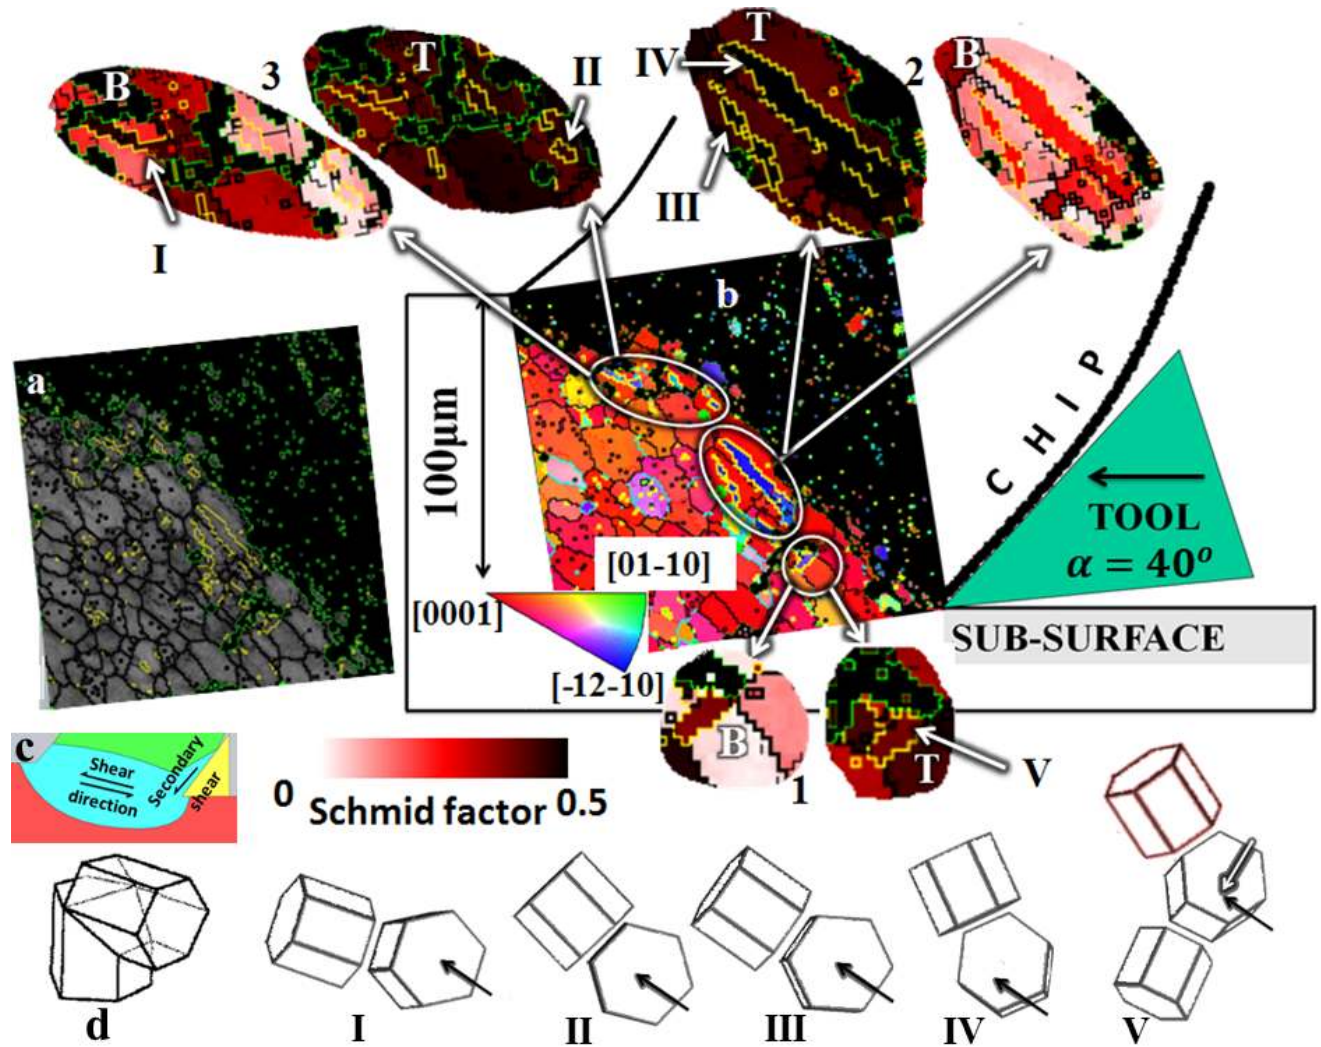 3
T
B
II
I
T
IV
2
B
III
a
b
100μm
C H I P
TOOL
α = 40°
[01-10]
[0001]
[-12-10]
SUB-SURFACE
B
1
T
V
c
Shear
direction
Secondary
shear
0
0.5
Schmid factor
d
I
II
III
IV
V